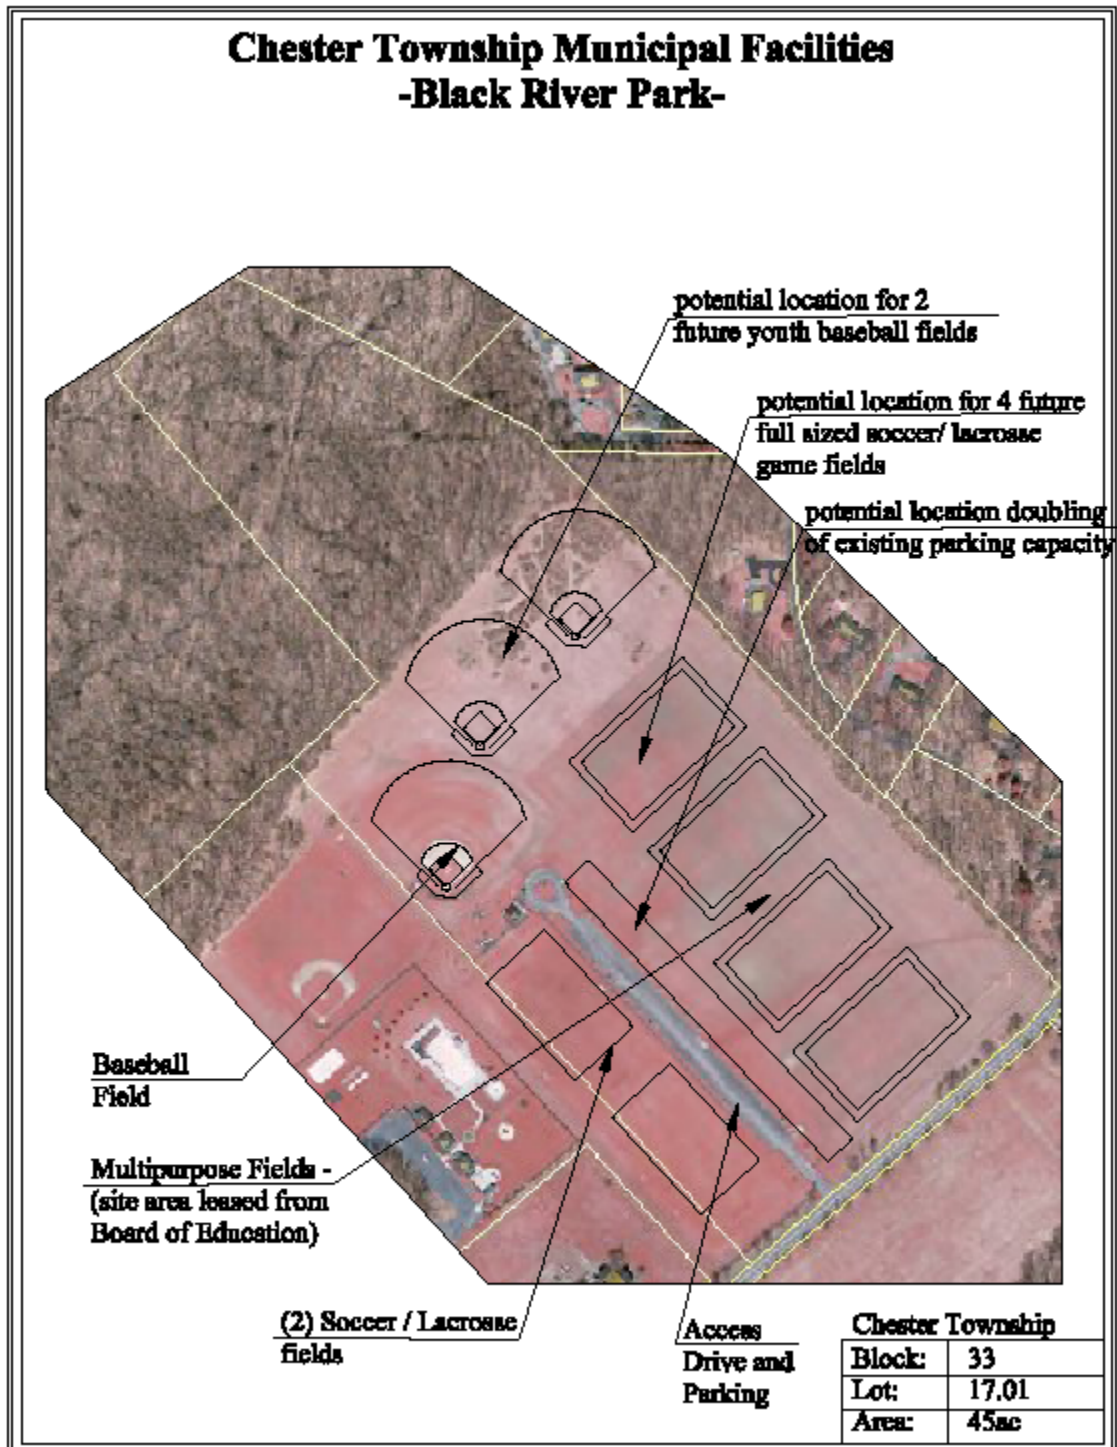 Chester Township Municipal Facilities
-Black River Park-
potential location for 2
future youth baseball fields
potential location for 4 future
full sized soccer/ lacrosse
game fields
potential location doubling
of existing parking capacity
Baseball
Field
Multipurpose Fields -
(site area leased from
Board of Education)
(2) Soccer / Lacrosse
fields
Access
Drive and
Parking
Chester Township
Block: 33
Lot: 17.01
Area: 45ac